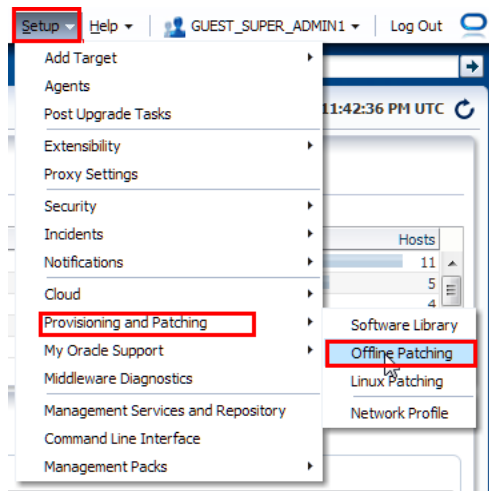 Setup Help GUEST_SUPER_ADMIN1 Log Out
Add Target
Agents
Post Upgrade Tasks
11:42:36 PM UTC
Extensibility
Proxy Settings
Security
Incidents
Hosts
Notifications
11
Cloud
5
4
Provisioning and Patching
Software Library
My Oracle Support
Offline Patching
Middleware Diagnostics
Linux Patching
Management Services and Repository
Network Profile
Command Line Interface
Management Packs